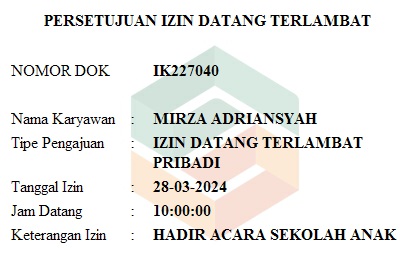 PERSETUJUAN IZIN DATANG TERLAMBAT
NOMOR DOK IK227040
Nama Karyawan : MIRZA ADRIANSYAH
Tipe Pengajuan : IZIN DATANG TERLAMBAT
PRIBADI
Tanggal Izin : 28-03-2024
Jam Datang : 10:00:00
Keterangan Izin : HADIR ACARA SEKOLAH ANAK